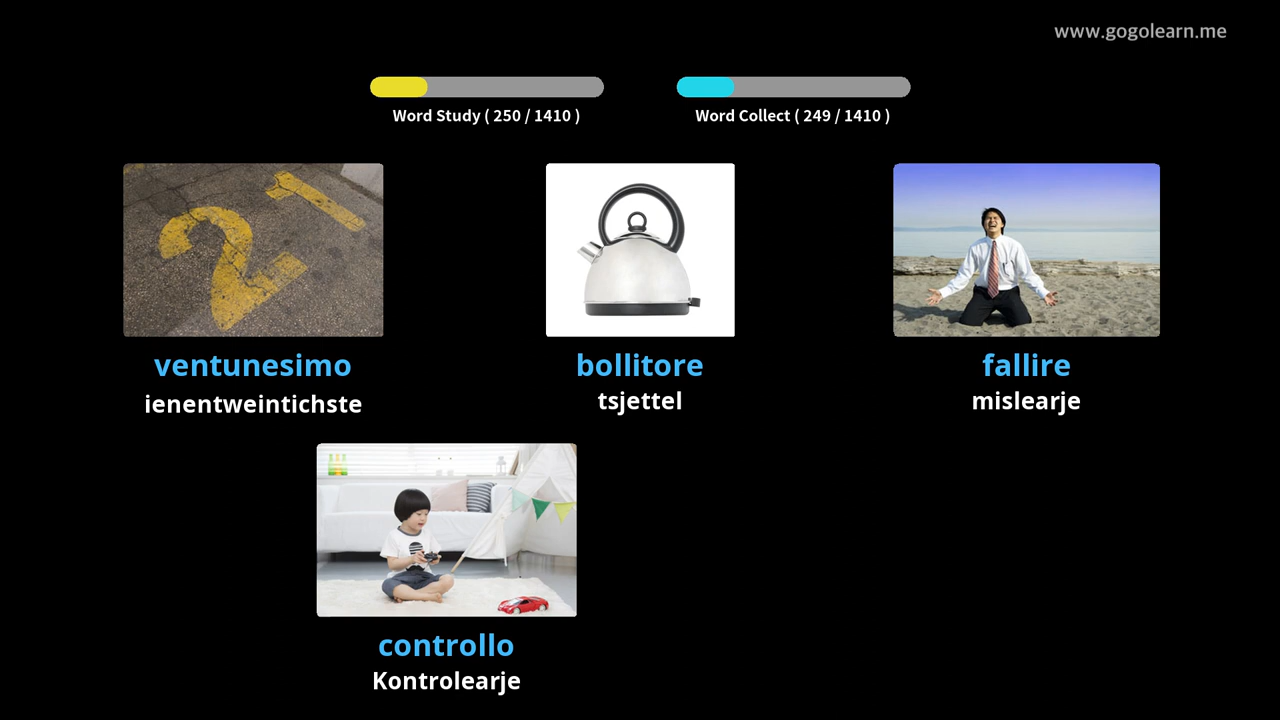 www.gogolearn.me
Word Study ( 250 / 1410 )
Word Collect ( 249 / 1410 )
21
ventunesimo
ienentweintichste
bollitore
tsjettel
fallire
mislearje
controllo
Kontrolearje